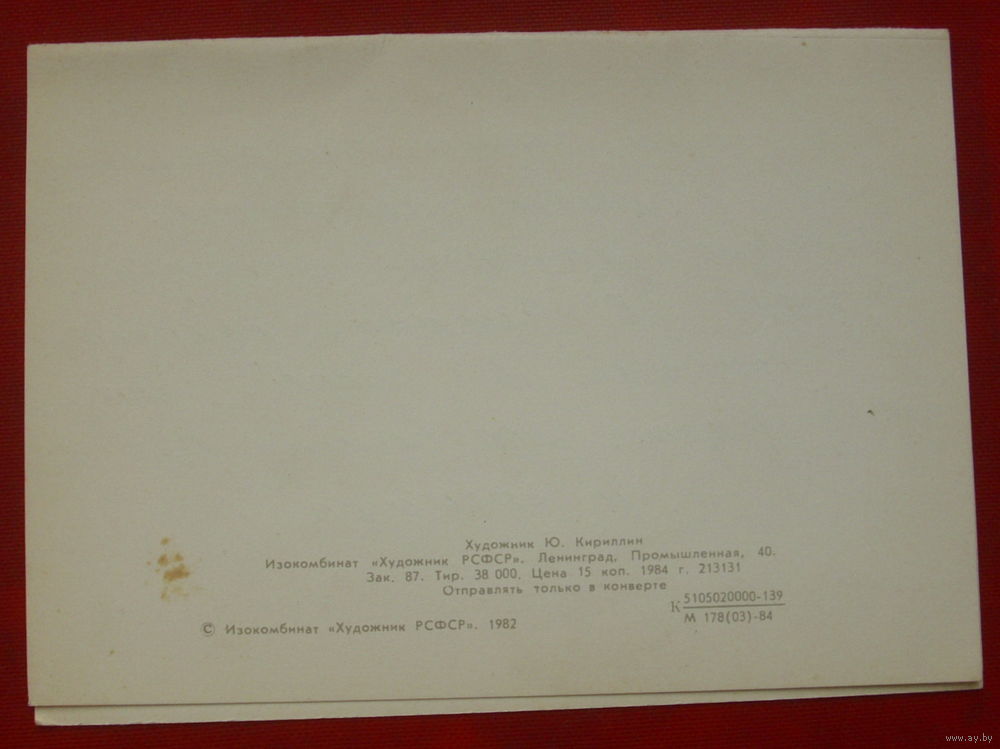 Художник Ю. Кириллин
Изокомбинат «Художник РСФСР». Ленинград, Промышленная, 40.
Зак. 87. Тир. 38 000. Цена 15 коп. 1984 г. 213131
Отправлять только в конверте
К 5105020000-139
М 178(03)-84
© Изокомбинат «Художник РСФСР». 1982
www.ay.by